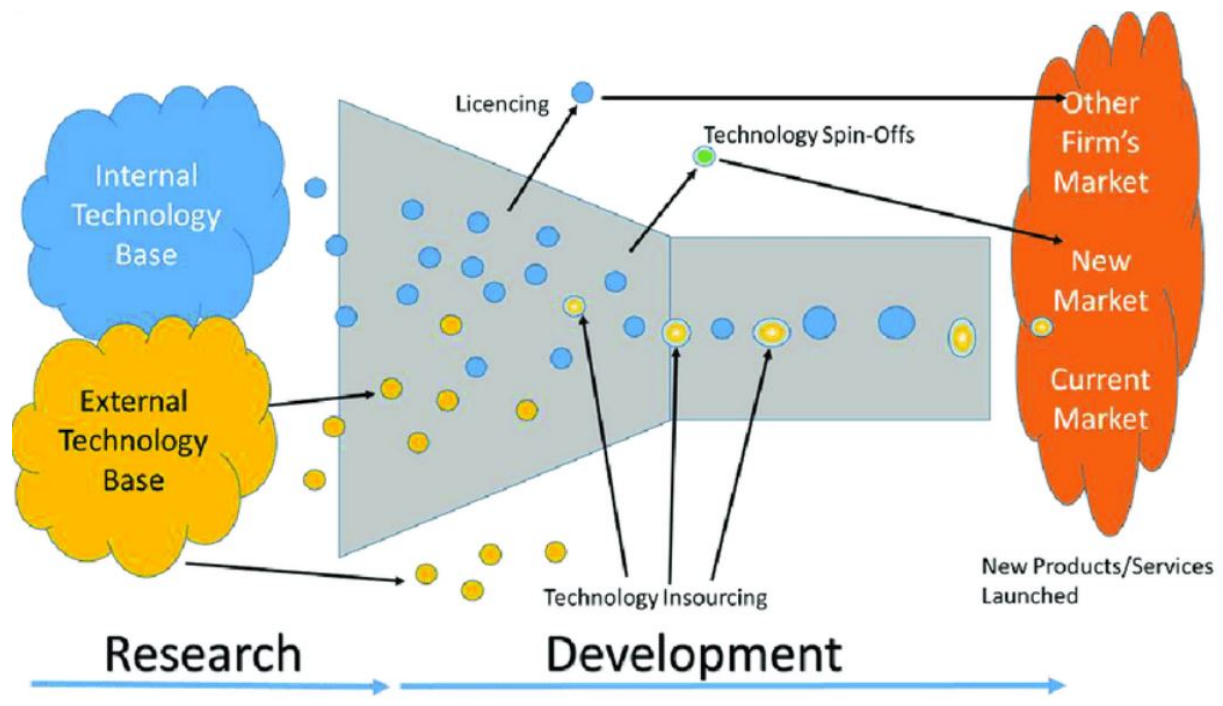 Licencing
Technology Spin-Offs
Internal
Technology
Base
External
Technology
Base
Other
Firm's
Market
New
Market
Current
Market
Technology Insourcing
New Products/Services
Launched
Research
Development